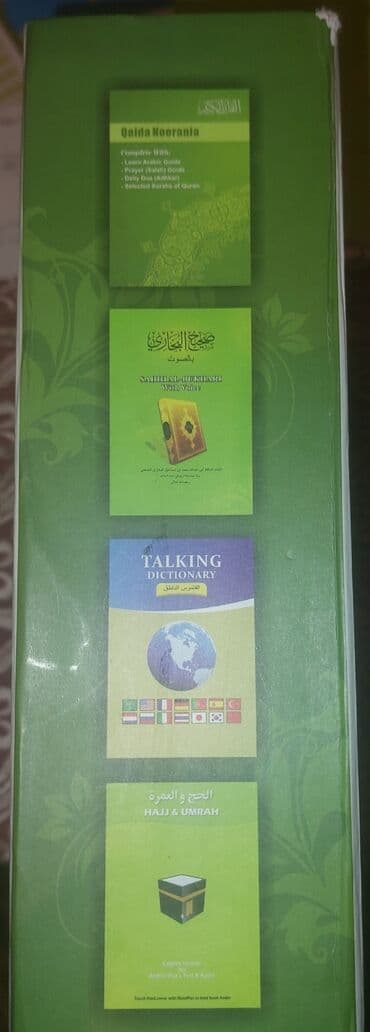 Qaida Noorania
Complete With:
- Learn Arabic Guide
- Prayer (Salat) Guide
- Daily Dua (Adhkar)
- Selected Surahs of Quran
صحيح البخاري
بالصوت
SAHIH AL-BUKHARI
With Voice
TALKING
DICTIONARY
القاموس الناطق
الحج و العمرة
HAJJ & UMRAH